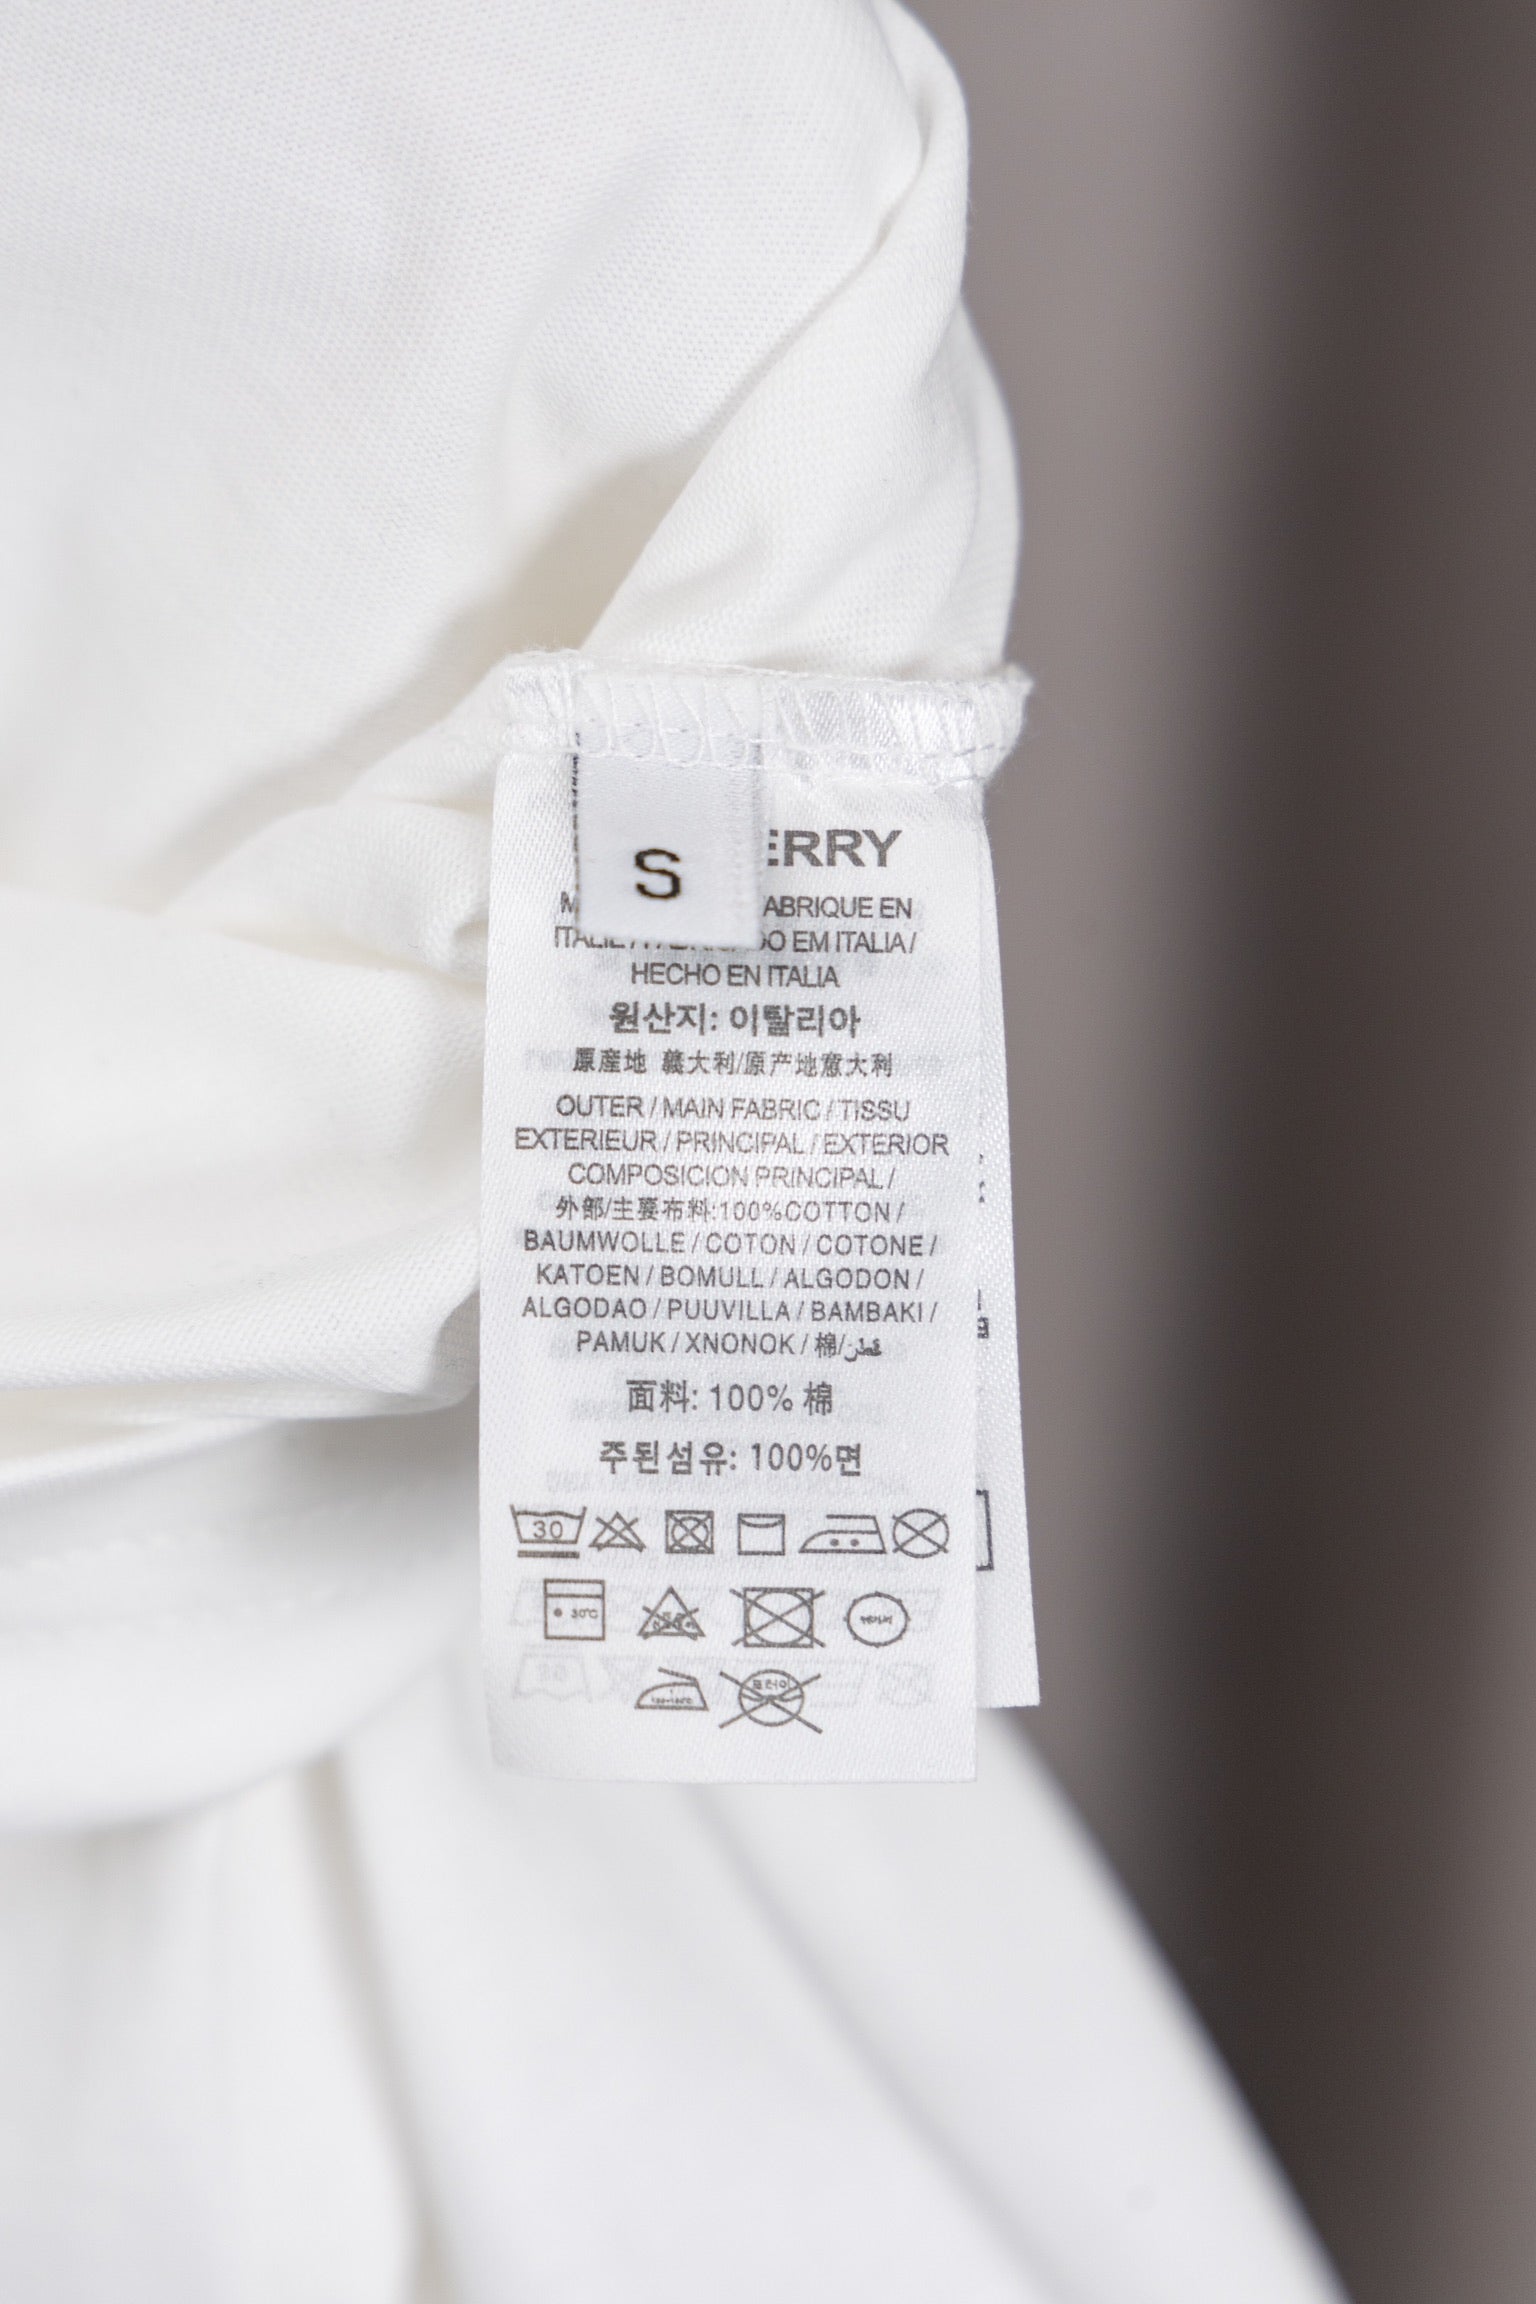 S
ERRY
ABRIQUE EN
EM ITALIA /
HECHO EN ITALIA
원산지: 이탈리아
原産地 義大利/原产地意大利
OUTER / MAIN FABRIC / TISSU
EXTERIEUR / PRINCIPAL / EXTERIOR
COMPOSICION PRINCIPAL /
外部/主要布料:100%COTTON /
BAUMWOLLE / COTON / COTONE /
KATOEN / BOMULL / ALGODON /
ALGODAO / PUUVILLA / BAMBAKI /
PAMUK / XNONOK / 棉/قطن
面料: 100% 棉
주된섬유: 100%면
30
30℃